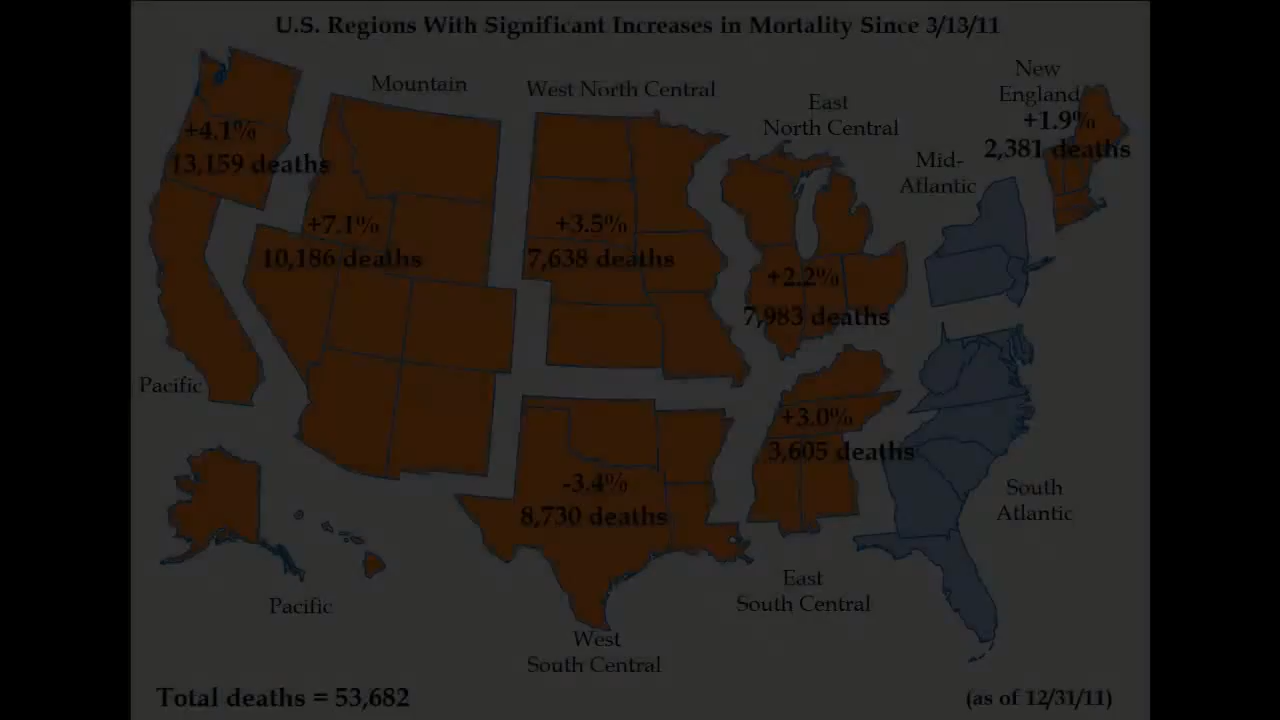 U.S. Regions With Significant Increases in Mortality Since 3/13/11
Mountain
West North Central
East
North Central
New
England
+1.9%
2,381 deaths
Mid-
Atlantic
+4.1%
13,159 deaths
+7.1%
10,186 deaths
+3.5%
7,638 deaths
+2.2%
7,983 deaths
Pacific
+3.0%
3,605 deaths
-3.4%
8,730 deaths
South
Atlantic
Pacific
East
South Central
West
South Central
Total deaths = 53,682
(as of 12/31/11)